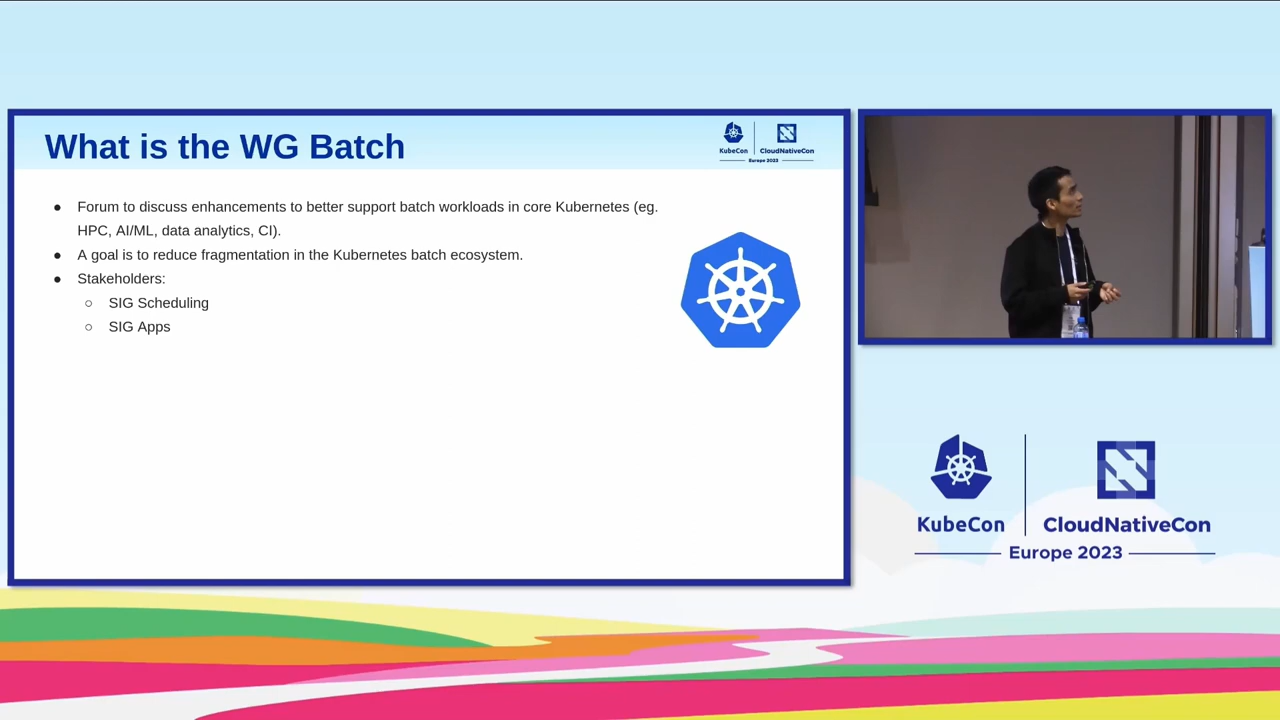 What is the WG Batch
KubeCon
CloudNativeCon
Europe 2023
● Forum to discuss enhancements to better support batch workloads in core Kubernetes (eg.
HPC, AI/ML, data analytics, CI).
● A goal is to reduce fragmentation in the Kubernetes batch ecosystem.
● Stakeholders:
○ SIG Scheduling
○ SIG Apps
KubeCon
CloudNativeCon
Europe 2023